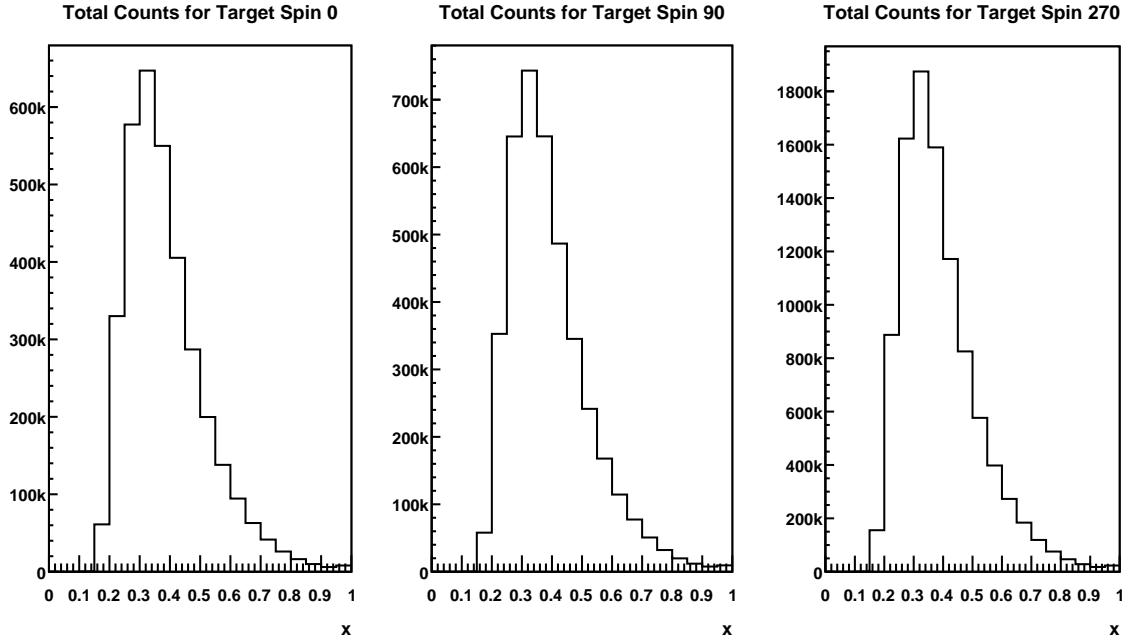 Total Counts for Target Spin 0
600k
500k
400k
300k
200k
100k
0
0 0.1 0.2 0.3 0.4 0.5 0.6 0.7 0.8 0.9 1
x
Total Counts for Target Spin 90
700k
600k
500k
400k
300k
200k
100k
0
0 0.1 0.2 0.3 0.4 0.5 0.6 0.7 0.8 0.9 1
x
Total Counts for Target Spin 270
1800k
1600k
1400k
1200k
1000k
800k
600k
400k
200k
0
0 0.1 0.2 0.3 0.4 0.5 0.6 0.7 0.8 0.9 1
x